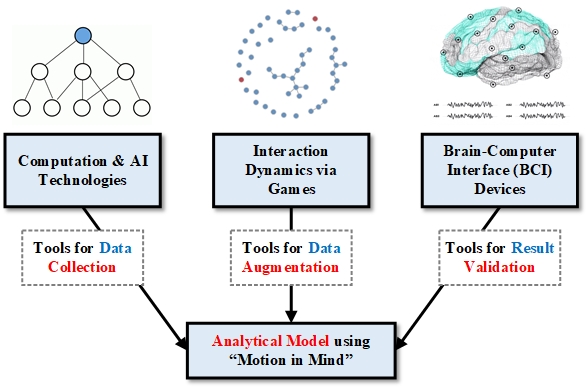 Computation & AI
Technologies
Interaction
Dynamics via
Games
Brain-Computer
Interface (BCI)
Devices
Tools for Data
Collection
Tools for Data
Augmentation
Tools for Result
Validation
Analytical Model using
“Motion in Mind”